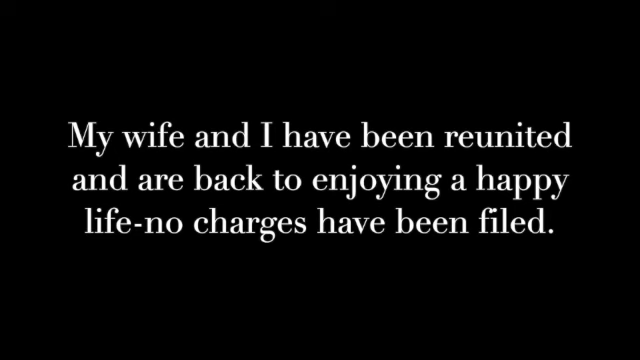 My wife and I have been reunited
and are back to enjoying a happy
life-no charges have been filed.